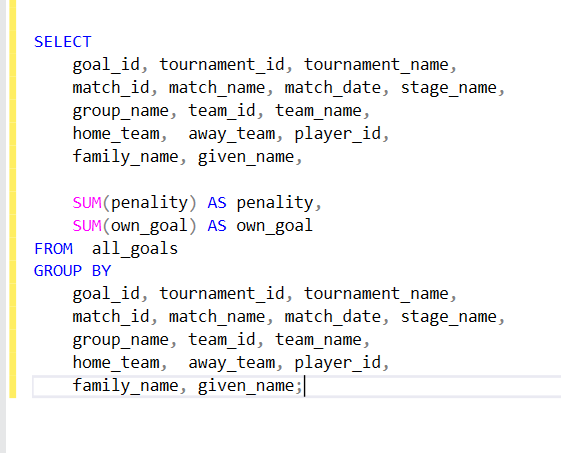 SELECT
goal_id, tournament_id, tournament_name,
match_id, match_name, match_date, stage_name,
group_name, team_id, team_name,
home_team,  away_team, player_id,
family_name, given_name,
SUM(penality) AS penality,
SUM(own_goal) AS own_goal
FROM  all_goals
GROUP BY
goal_id, tournament_id, tournament_name,
match_id, match_name, match_date, stage_name,
group_name, team_id, team_name,
home_team,  away_team, player_id,
family_name, given_name;